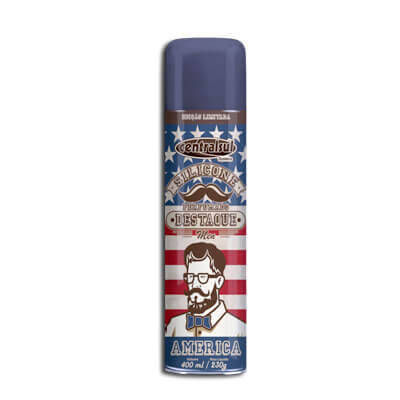 EDIÇÃO LIMITADA
centralsul
SILICONE
PERFUMADO
DESTAQUE
Men
AMERICA
400 ml / 230g